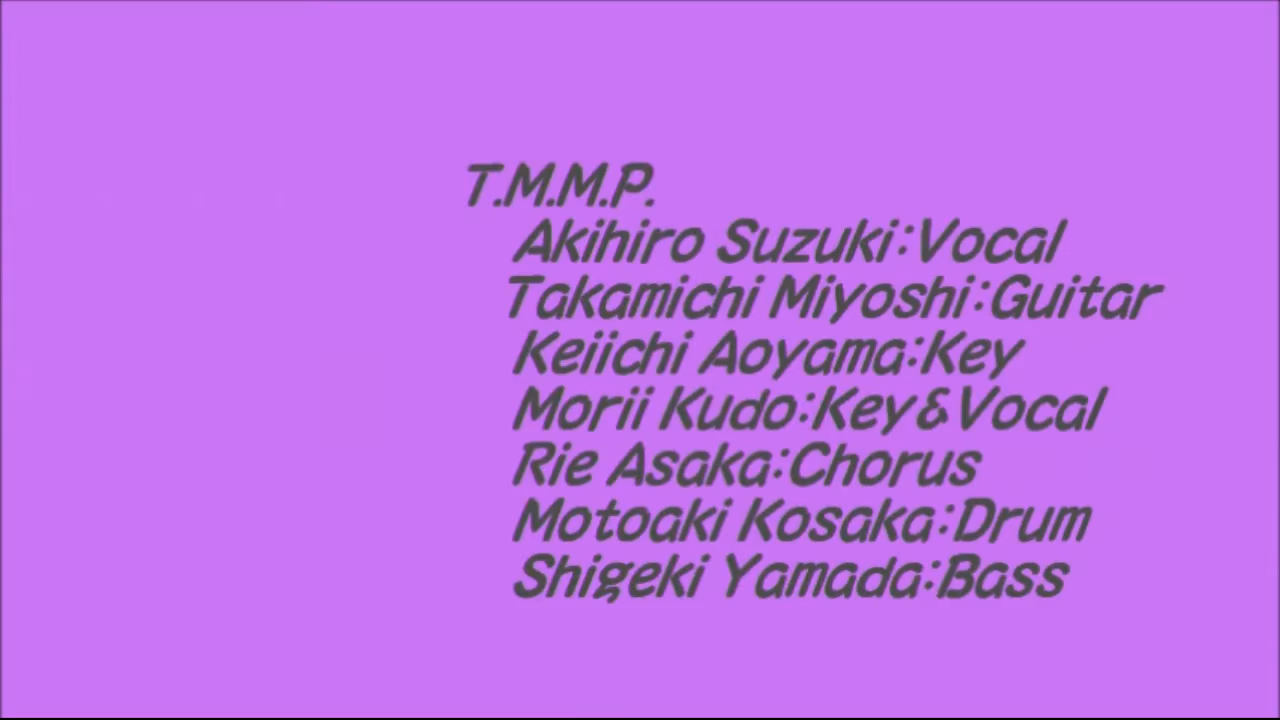 T.M.M.P.
Akihiro Suzuki:Vocal
Takamichi Miyoshi:Guitar
Keiichi Aoyama:Key
Morii Kudo:Key&Vocal
Rie Asaka:Chorus
Motoaki Kosaka:Drum
Shigeki Yamada:Bass